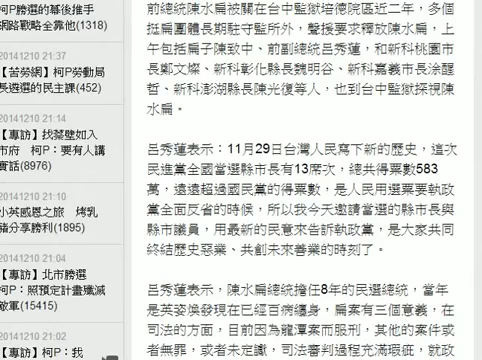 柯P勝選的幕後推手
網路戰略全靠他(1318)
20141210 21:37
【苦勞網】柯P勞動局
長遴選的民主課(452)
20141210 21:14
【專訪】找葉壁如入
市府 柯P：要有人講
實話(8976)
20141210 21:10
小英感恩之旅 烤乳
豬分享勝利(1895)
20141210 21:04
【專訪】北市勝選
柯P：照預定計畫殲滅
敵軍(15415)
20141210 21:02
【專訪】柯P：我
前總統陳水扁被關在台中監獄培德院區近二年，多個
挺扁團體長期駐守監所外，聲援要求釋放陳水扁，上
午包括扁子陳致中、前副總統呂秀蓮，和新科桃園市
長鄭文燦、新科彰化縣長魏明谷、新科嘉義市長涂醒
哲、新科澎湖縣長陳光復等人，也到台中監獄探視陳
水扁。
呂秀蓮表示：11月29日台灣人民寫下新的歷史，這次
民進黨全國當選縣市長有13席次，總共得票數583
萬，遠遠超過國民黨的得票數，是人民用選票要執政
黨全面反省的時候，所以我今天邀請當選的縣市長與
縣市議員，用最新的民意來告訴執政黨，是大家共同
終結歷史惡業、共創未來善業的時刻了。
呂秀蓮表示，陳水扁總統擔任8年的民選總統，當年
是英姿煥發現在已經百病纏身，扁案有三個意義，在
司法的方面，目前因為龍潭案而服刑，其他的案件或
者無罪，或者未定讞，司法審判過程充滿瑕疵，就政